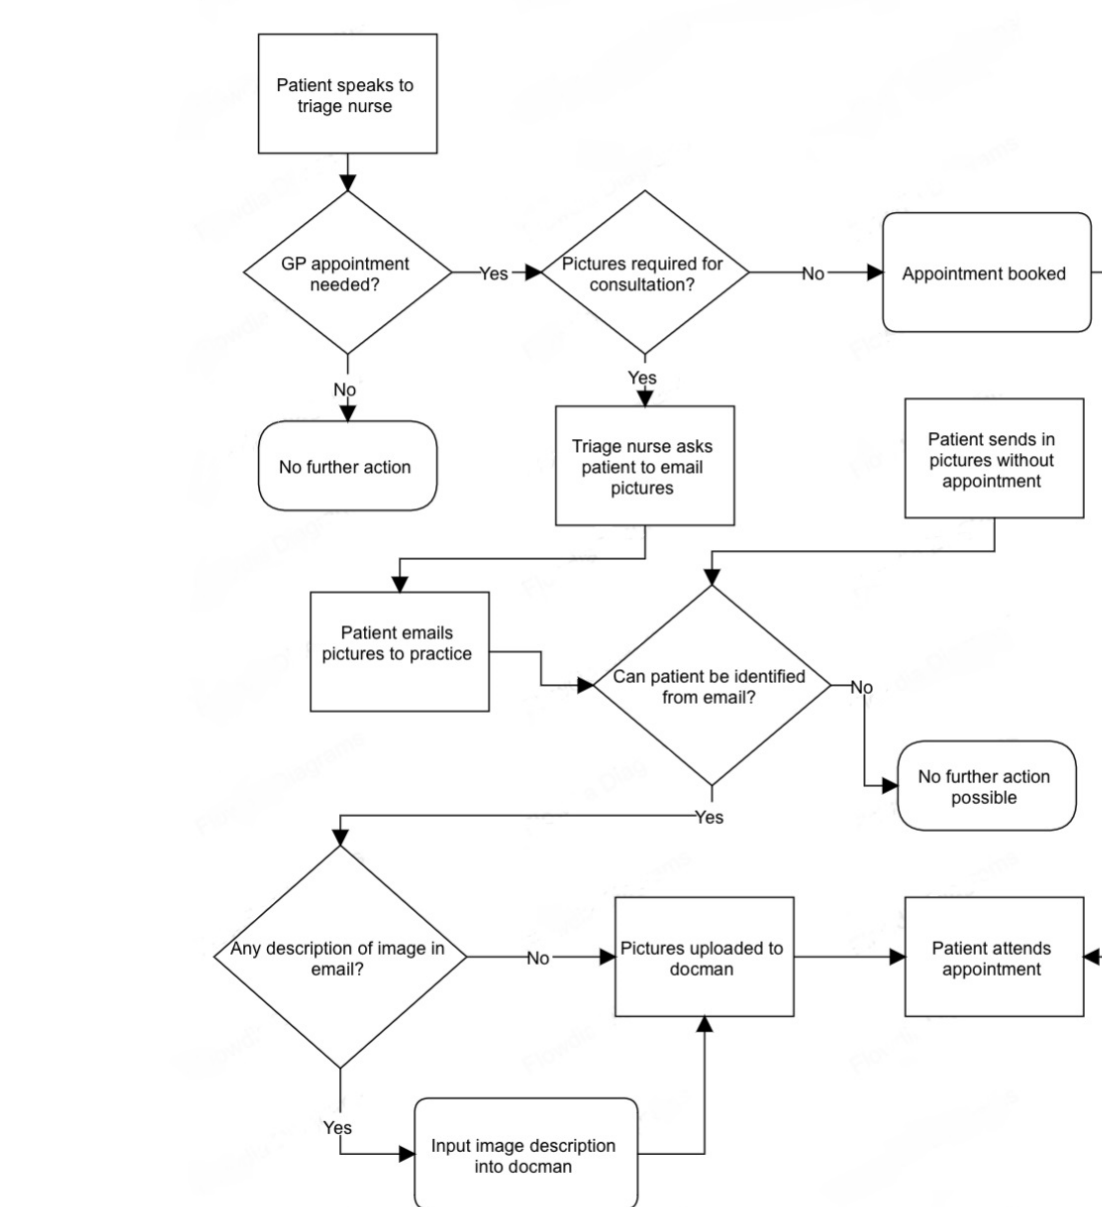 Patient speaks to
triage nurse
GP appointment
needed?
Yes
Pictures required for
consultation?
No
Appointment booked
No
Yes
No further action
Triage nurse asks
patient to email
pictures
Patient sends in
pictures without
appointment
Patient emails
pictures to practice
Can patient be identified
from email?
No
No further action
possible
Yes
Any description of image in
email?
No
Pictures uploaded to
docman
Patient attends
appointment
Yes
Input image description
into docman